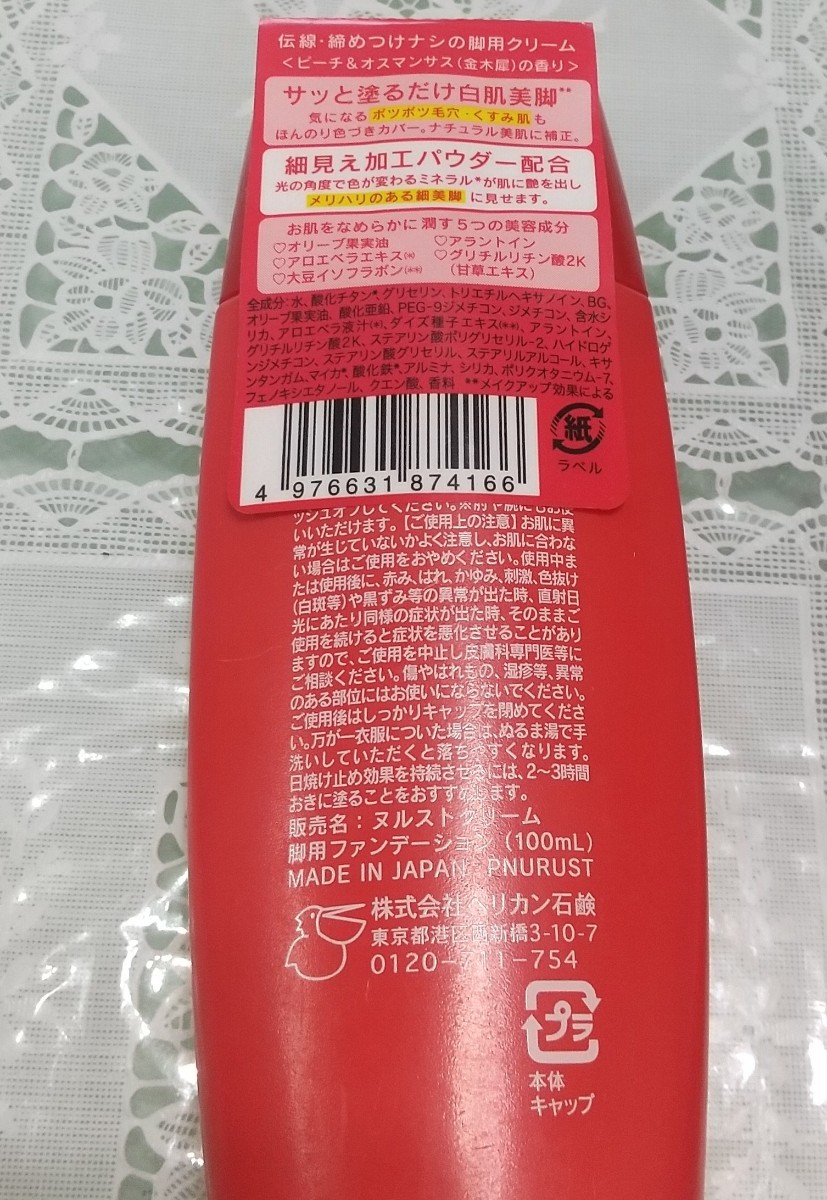 伝線・締めつけナシの脚用クリーム
＜ピーチ＆オスマンサス(金木犀)の香り＞
サッと塗るだけ白肌美脚**
気になる ポツポツ毛穴・くすみ肌も
ほんのり色づきカバー。ナチュラル美肌に補正。
細見え加工パウダー配合
光の角度で色が変わるミネラル*が肌に艶を出し
メリハリのある細美脚 に見せます。
お肌をなめらかに潤す5つの美容成分
♡オリーブ果実油 ♡アラントイン
♡アロエベラエキス(*) ♡グリチルリチン酸2K
♡大豆イソフラボン(**) (甘草エキス)
全成分:水、酸化チタン*、グリセリン、トリエチルヘキサノイン、BG、
オリーブ果実油、酸化亜鉛、PEG-9ジメチコン、ジメチコン、含水シ
リカ、アロエベラ液汁(*)、ダイズ種子エキス(**)、アラントイン、
グリチルリチン酸2K、ステアリン酸ポリグリセリル-2、ハイドロゲ
ンジメチコン、ステアリン酸グリセリル、ステアリルアルコール、キサ
ンタンガム、マイカ*、酸化鉄*、アルミナ、シリカ、ポリクオタニウム-7、
フェノキシエタノール、クエン酸、香料 **メイクアップ効果による
紙
ラベル
4 976631 874166
ッシュオフしてください。※肘や腕にもお使
いいただけます。【ご使用上の注意】お肌に異
常が生じていないかよく注意し、お肌に合わな
い場合はご使用をおやめください。使用中ま
たは使用後に、赤み、はれ、かゆみ、刺激、色抜け
(白斑等)や黒ずみ等の異常が出た時、直射日
光にあたり同様の症状が出た時、そのままご
使用を続けると症状を悪化させることがあり
ますので、ご使用を中止し皮膚科専門医等に
ご相談ください。傷やはれもの、湿疹等、異常
のある部位にはお使いにならないでください。
ご使用後はしっかりキャップを閉めてくださ
い。万が一衣服についた場合は、ぬるま湯で手
洗いしていただくと落ちやすくなります。
日焼け止め効果を持続させるには、2〜3時間
おきに塗ることをおすすめします。
販売名:ヌルストクリーム
脚用ファンデーション(100mL)
MADE IN JAPAN PNURUST
株式会社ペリカン石鹸
東京都港区西新橋3-10-7
0120-711-754
プラ
本体
キャップ